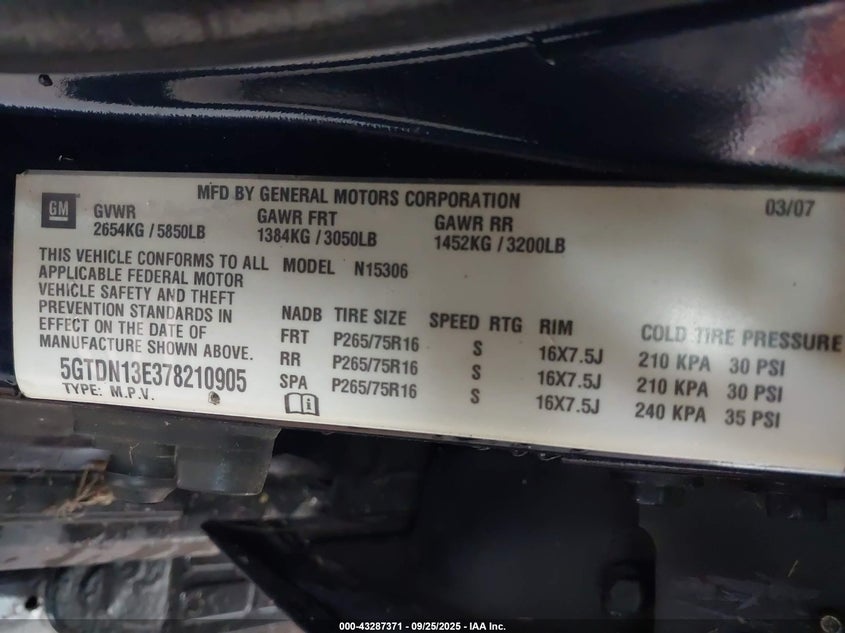 MFD BY GENERAL MOTORS CORPORATION 03/07
GM
GVWR GAWR FRT GAWR RR
2654KG / 5850LB 1384KG / 3050LB 1452KG / 3200LB
THIS VEHICLE CONFORMS TO ALL
APPLICABLE FEDERAL MOTOR
VEHICLE SAFETY AND THEFT
PREVENTION STANDARDS IN
EFFECT ON THE DATE OF
MANUFACTURE SHOWN ABOVE.
5GTDN13E378210905
TYPE: M.P.V.
MODEL N15306
NADB TIRE SIZE SPEED RTG RIM COLD TIRE PRESSURE
FRT P265/75R16 S 16X7.5J 210 KPA 30 PSI
RR P265/75R16 S 16X7.5J 210 KPA 30 PSI
SPA P265/75R16 S 16X7.5J 240 KPA 35 PSI
000-43287371 - 09/25/2025 - IAA Inc.